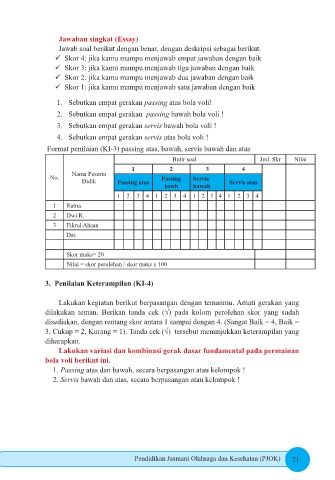 Jawaban singkat (Essay)
Jawab soal berikut dengan benar, dengan deskripsi sebagai berikut.
✓ Skor 4: jika kamu mampu menjawab empat jawaban dengan baik
✓ Skor 3: jika kamu mampu menjawab tiga jawaban dengan baik
✓ Skor 2: jika kamu mampu menjawab dua jawaban dengan baik
✓ Skor 1: jika kamu mampu menjawab satu jawaban dengan baik
1. Sebutkan empat gerakan passing atas bola voli!
2. Sebutkan empat gerakan passing bawah bola voli !
3. Sebutkan empat gerakan servis bawah bola voli !
4. Sebutkan empat gerakan servis atas bola voli !
Format penilaian (KI-3) passing atas, bawah, servis bawah dan atas
No. Nama Peserta Didik Butir soal Jml. Skr Nilai
1 2 3 4
Passing atas Passing bawh Servis bawah Servis atas
1 2 3 4 1 2 3 4 1 2 3 4 1 2 3 4
1 Ratna
2 Dwi R.
3 Fikrul Ahsan
Dst.
Skor maks= 20
Nilai = skor perolehan / skor maks x 100
3. Penilaian Keterampilan (KI-4)
Lakukan kegiatan berikut berpasangan dengan temanmu. Amati gerakan yang
dilakukan teman. Berikan tanda cek (√) pada kolom perolehan skor yang sudah
disediakan, dengan rentang skor antara 1 sampai dengan 4. (Sangat Baik = 4, Baik =
3, Cukup = 2, Kurang = 1). Tanda cek (√) tersebut menunjukkan keterampilan yang
diharapkan.
Lakukan variasi dan kombinasi gerak dasar fundamental pada permainan
bola voli berikut ini.
1. Passing atas dan bawah, secara berpasangan atau kelompok !
2. Servis bawah dan atas, secara berpasangan atau kelompok !
Pendidikan Jasmani Olahraga dan Kesehatan (PJOK) 71